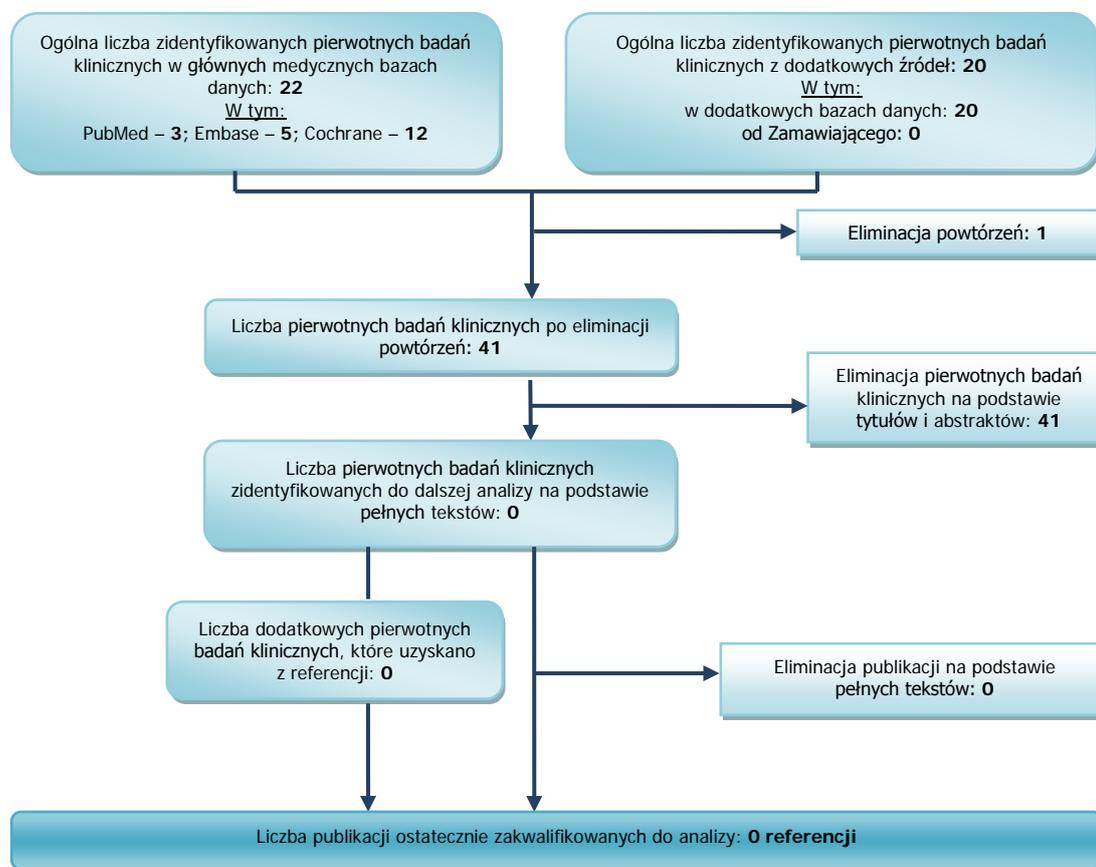 Ogólna liczba zidentyfikowanych pierwotnych badań
klinicznych w głównych medycznych bazach
danych: 22
W tym:
PubMed – 3; Embase – 5; Cochrane – 12
Ogólna liczba zidentyfikowanych pierwotnych badań
klinicznych z dodatkowych źródeł: 20
W tym:
w dodatkowych bazach danych: 20
od Zamawiającego: 0
Eliminacja powtórzeń: 1
Liczba pierwotnych badań klinicznych po eliminacji
powtórzeń: 41
Eliminacja pierwotnych badań
klinicznych na podstawie
tytułów i abstraktów: 41
Liczba pierwotnych badań klinicznych
zidentyfikowanych do dalszej analizy na podstawie
pełnych tekstów: 0
Liczba dodatkowych pierwotnych
badań klinicznych, które uzyskano
z referencji: 0
Eliminacja publikacji na podstawie
pełnych tekstów: 0
Liczba publikacji ostatecznie zakwalifikowanych do analizy: 0 referencji